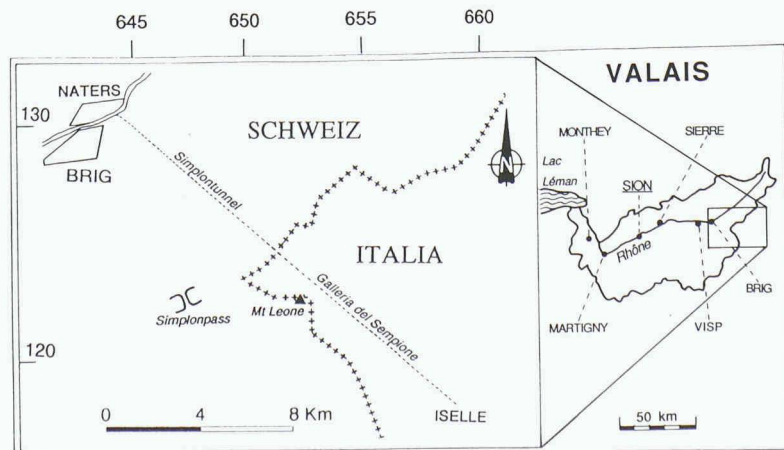 645 650 655 660
VALAIS
NATERS
130
SCHWEIZ
MONTHEY
SIERRE
N
BRIG
Simplontunnel
Lac
Léman
SION
ITALIA
Rhône
Galleria del Sempione
Simplonpass
Mt Leone
BRIG
MARTIGNY
VISP
120
0 4 8 Km
ISELLE
50 km